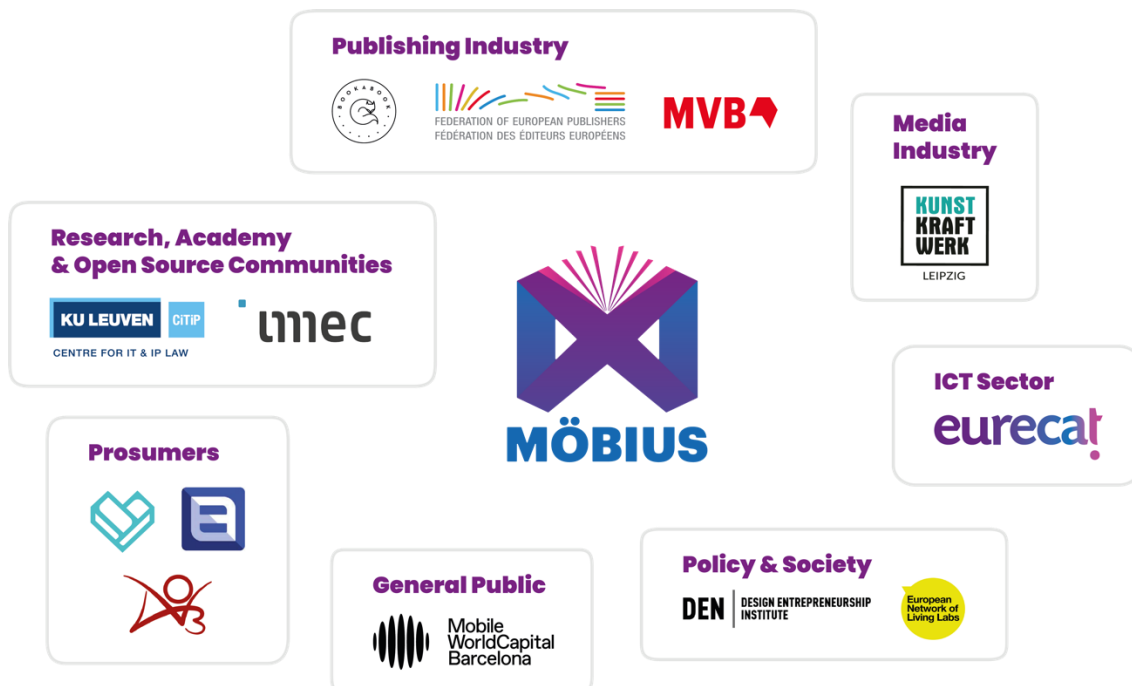 Publishing Industry
BOOKABOOK
FEDERATION OF EUROPEAN PUBLISHERS
FÉDÉRATION DES ÉDITEURS EUROPÉENS
MVB
Media
Industry
KUNST
KRAFT
WERK
LEIPZIG
Research, Academy
& Open Source Communities
KU LEUVEN
CiTiP
CENTRE FOR IT & IP LAW
imec
MÖBIUS
ICT Sector
eurecat
Prosumers
General Public
Mobile
WorldCapital
Barcelona
Policy & Society
DEN
DESIGN ENTREPRENEURSHIP
INSTITUTE
European
Network of
Living Labs